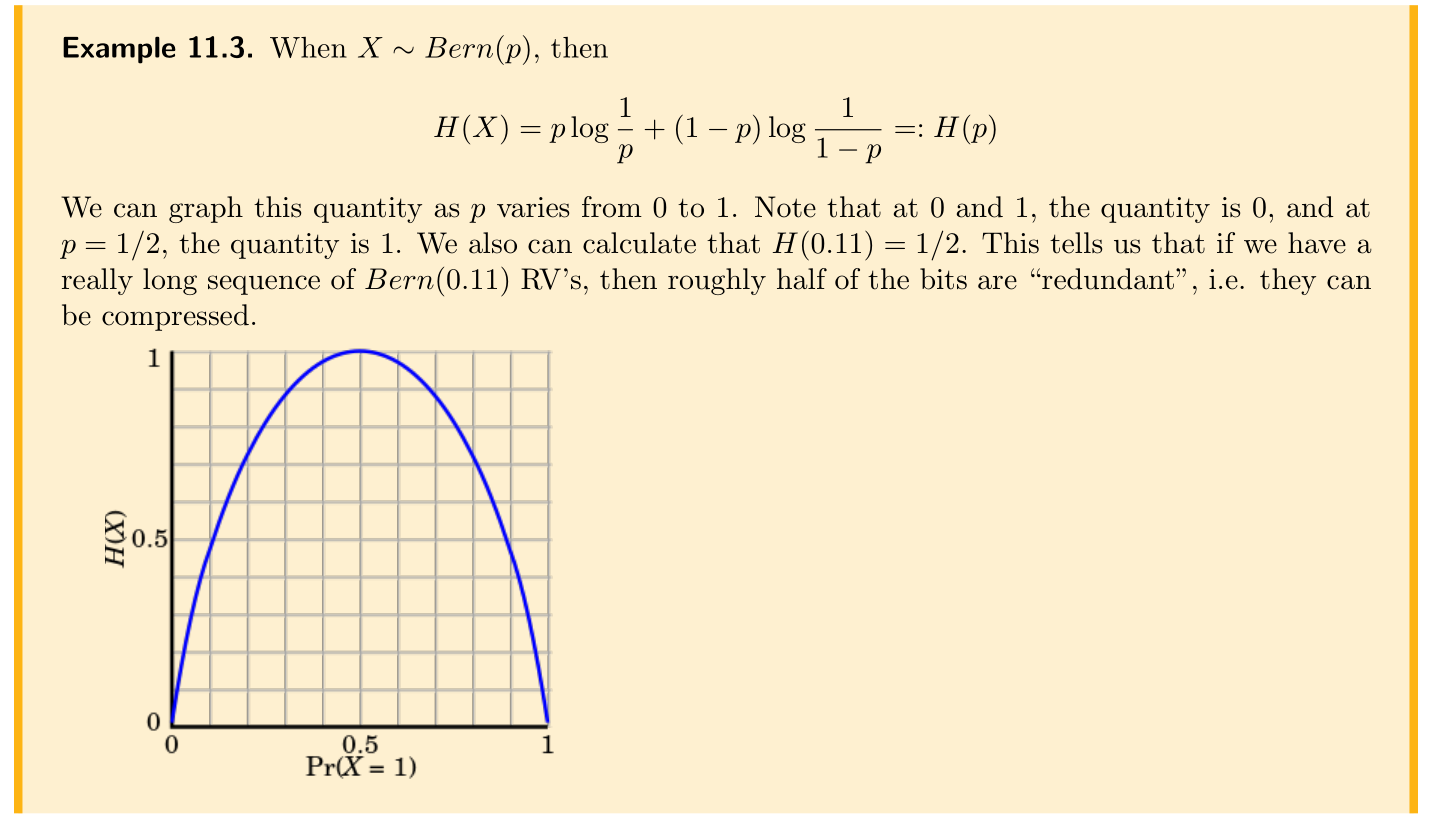 Example 11.3. When X ∼ Bern(p), then
H(X) = p log 1/p + (1 − p) log 1/(1 − p) =: H(p)
We can graph this quantity as p varies from 0 to 1. Note that at 0 and 1, the quantity is 0, and at
p = 1/2, the quantity is 1. We also can calculate that H(0.11) = 1/2. This tells us that if we have a
really long sequence of Bern(0.11) RV's, then roughly half of the bits are “redundant”, i.e. they can
be compressed.
1
H(X)
0.5
0
0 0.5 1
Pr(X = 1)